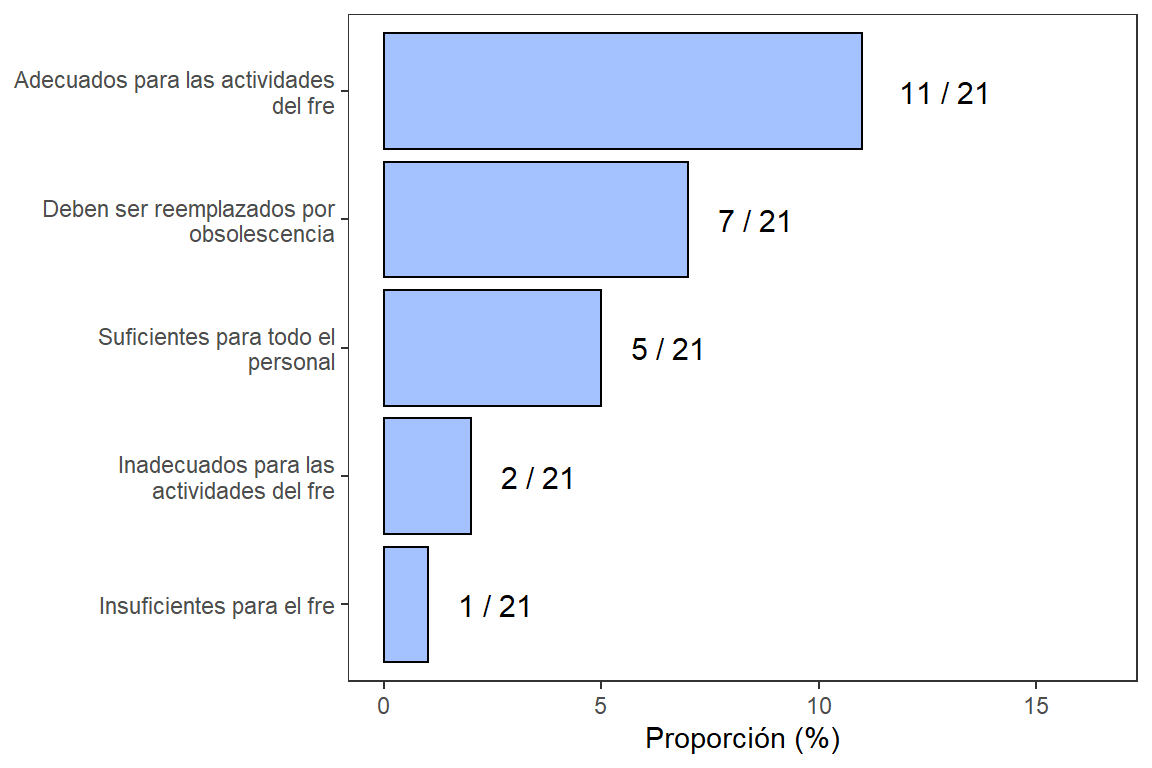 Adecuados para las actividades
del fre
11 / 21
Deben ser reemplazados por
obsolescencia
7 / 21
Suficientes para todo el
personal
5 / 21
Inadecuados para las
actividades del fre
2 / 21
Insuficientes para el fre
1 / 21
0 5 10 15
Proporción (%)